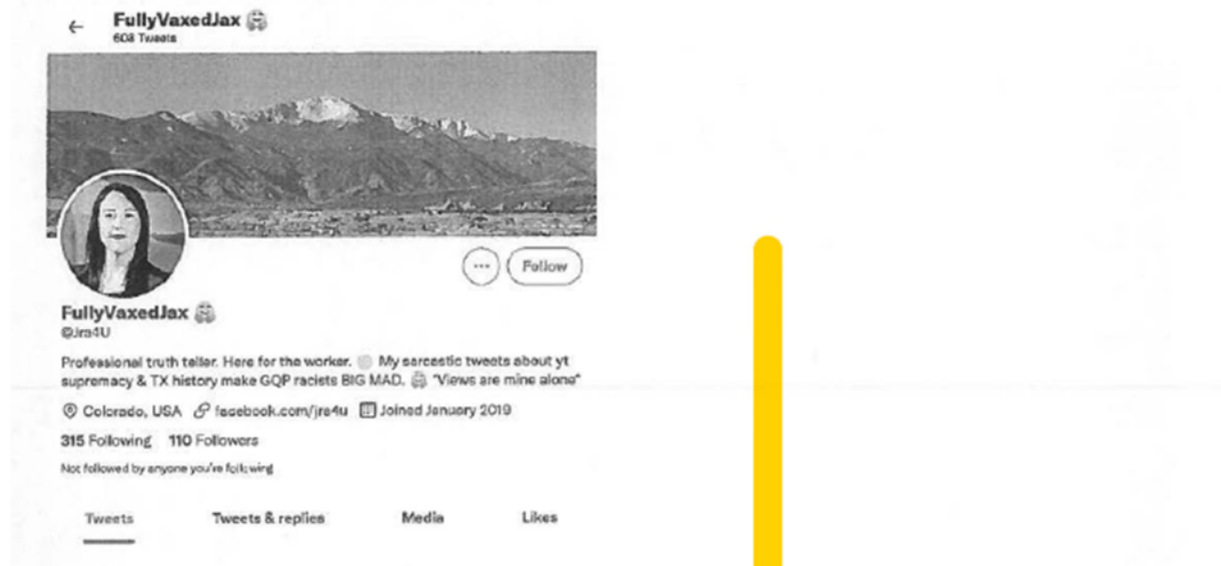 FullyVaxedJax
608 Tweets
Follow
FullyVaxedJax
@Jra4U
Professional truth teller. Here for the worker. My sarcastic tweets about yt
supremacy & TX history make GQP racists BIG MAD. "Views are mine alone"
Colorado, USA facebook.com/jra4u Joined January 2019
315 Following 110 Followers
Not followed by anyone you're following
Tweets Tweets & replies Media Likes